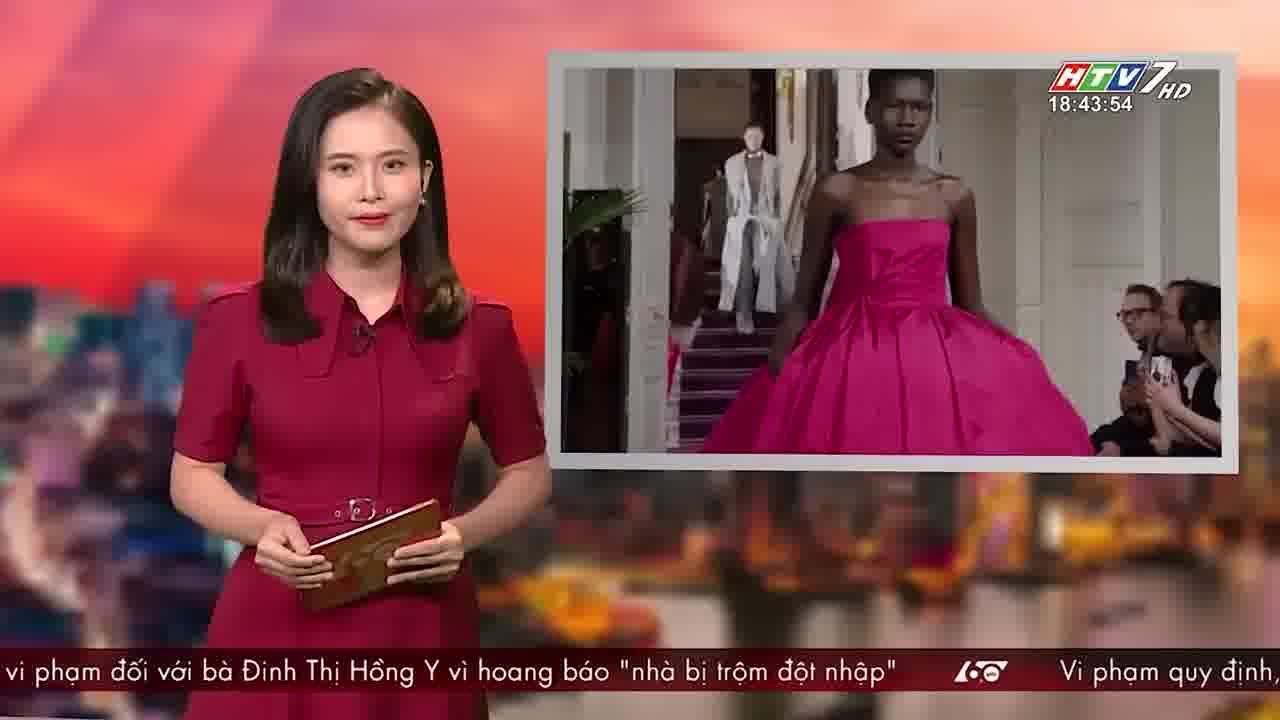 HTV7 HD
18:43:54
vi phạm đối với bà Đinh Thị Hồng Y vì hoang báo "nhà bị trộm đột nhập" 60 Vi phạm quy định,